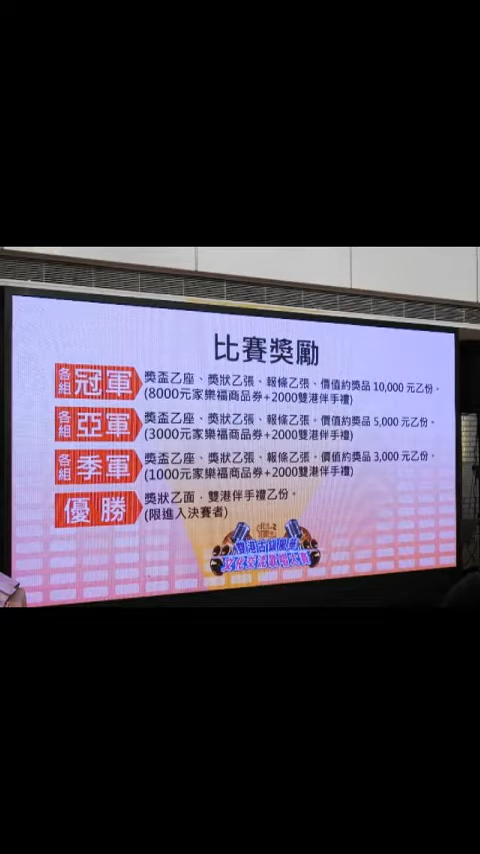 比賽獎勵
各組 冠軍 獎盃乙座、獎狀乙張、報條乙張、價值約獎品 10,000 元乙份。
(8000元家樂福商品券+2000雙港伴手禮)
各組 亞軍 獎盃乙座、獎狀乙張、報條乙張。價值約獎品 5,000 元乙份。
(3000元家樂福商品券+2000雙港伴手禮)
各組 季軍 獎盃乙座、獎狀乙張、報條乙張。價值約獎品 3,000 元乙份。
(1000元家樂福商品券+2000雙港伴手禮)
優勝 獎狀乙面．雙港伴手禮乙份。
(限進入決賽者)